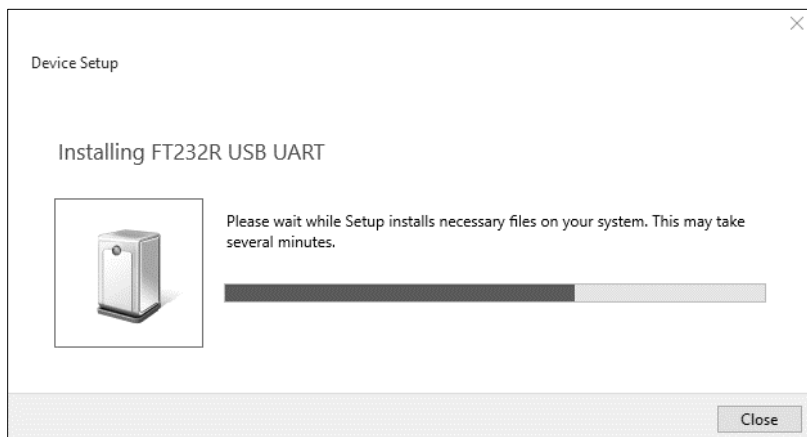 Device Setup
Installing FT232R USB UART
Please wait while Setup installs necessary files on your system. This may take
several minutes.
Close